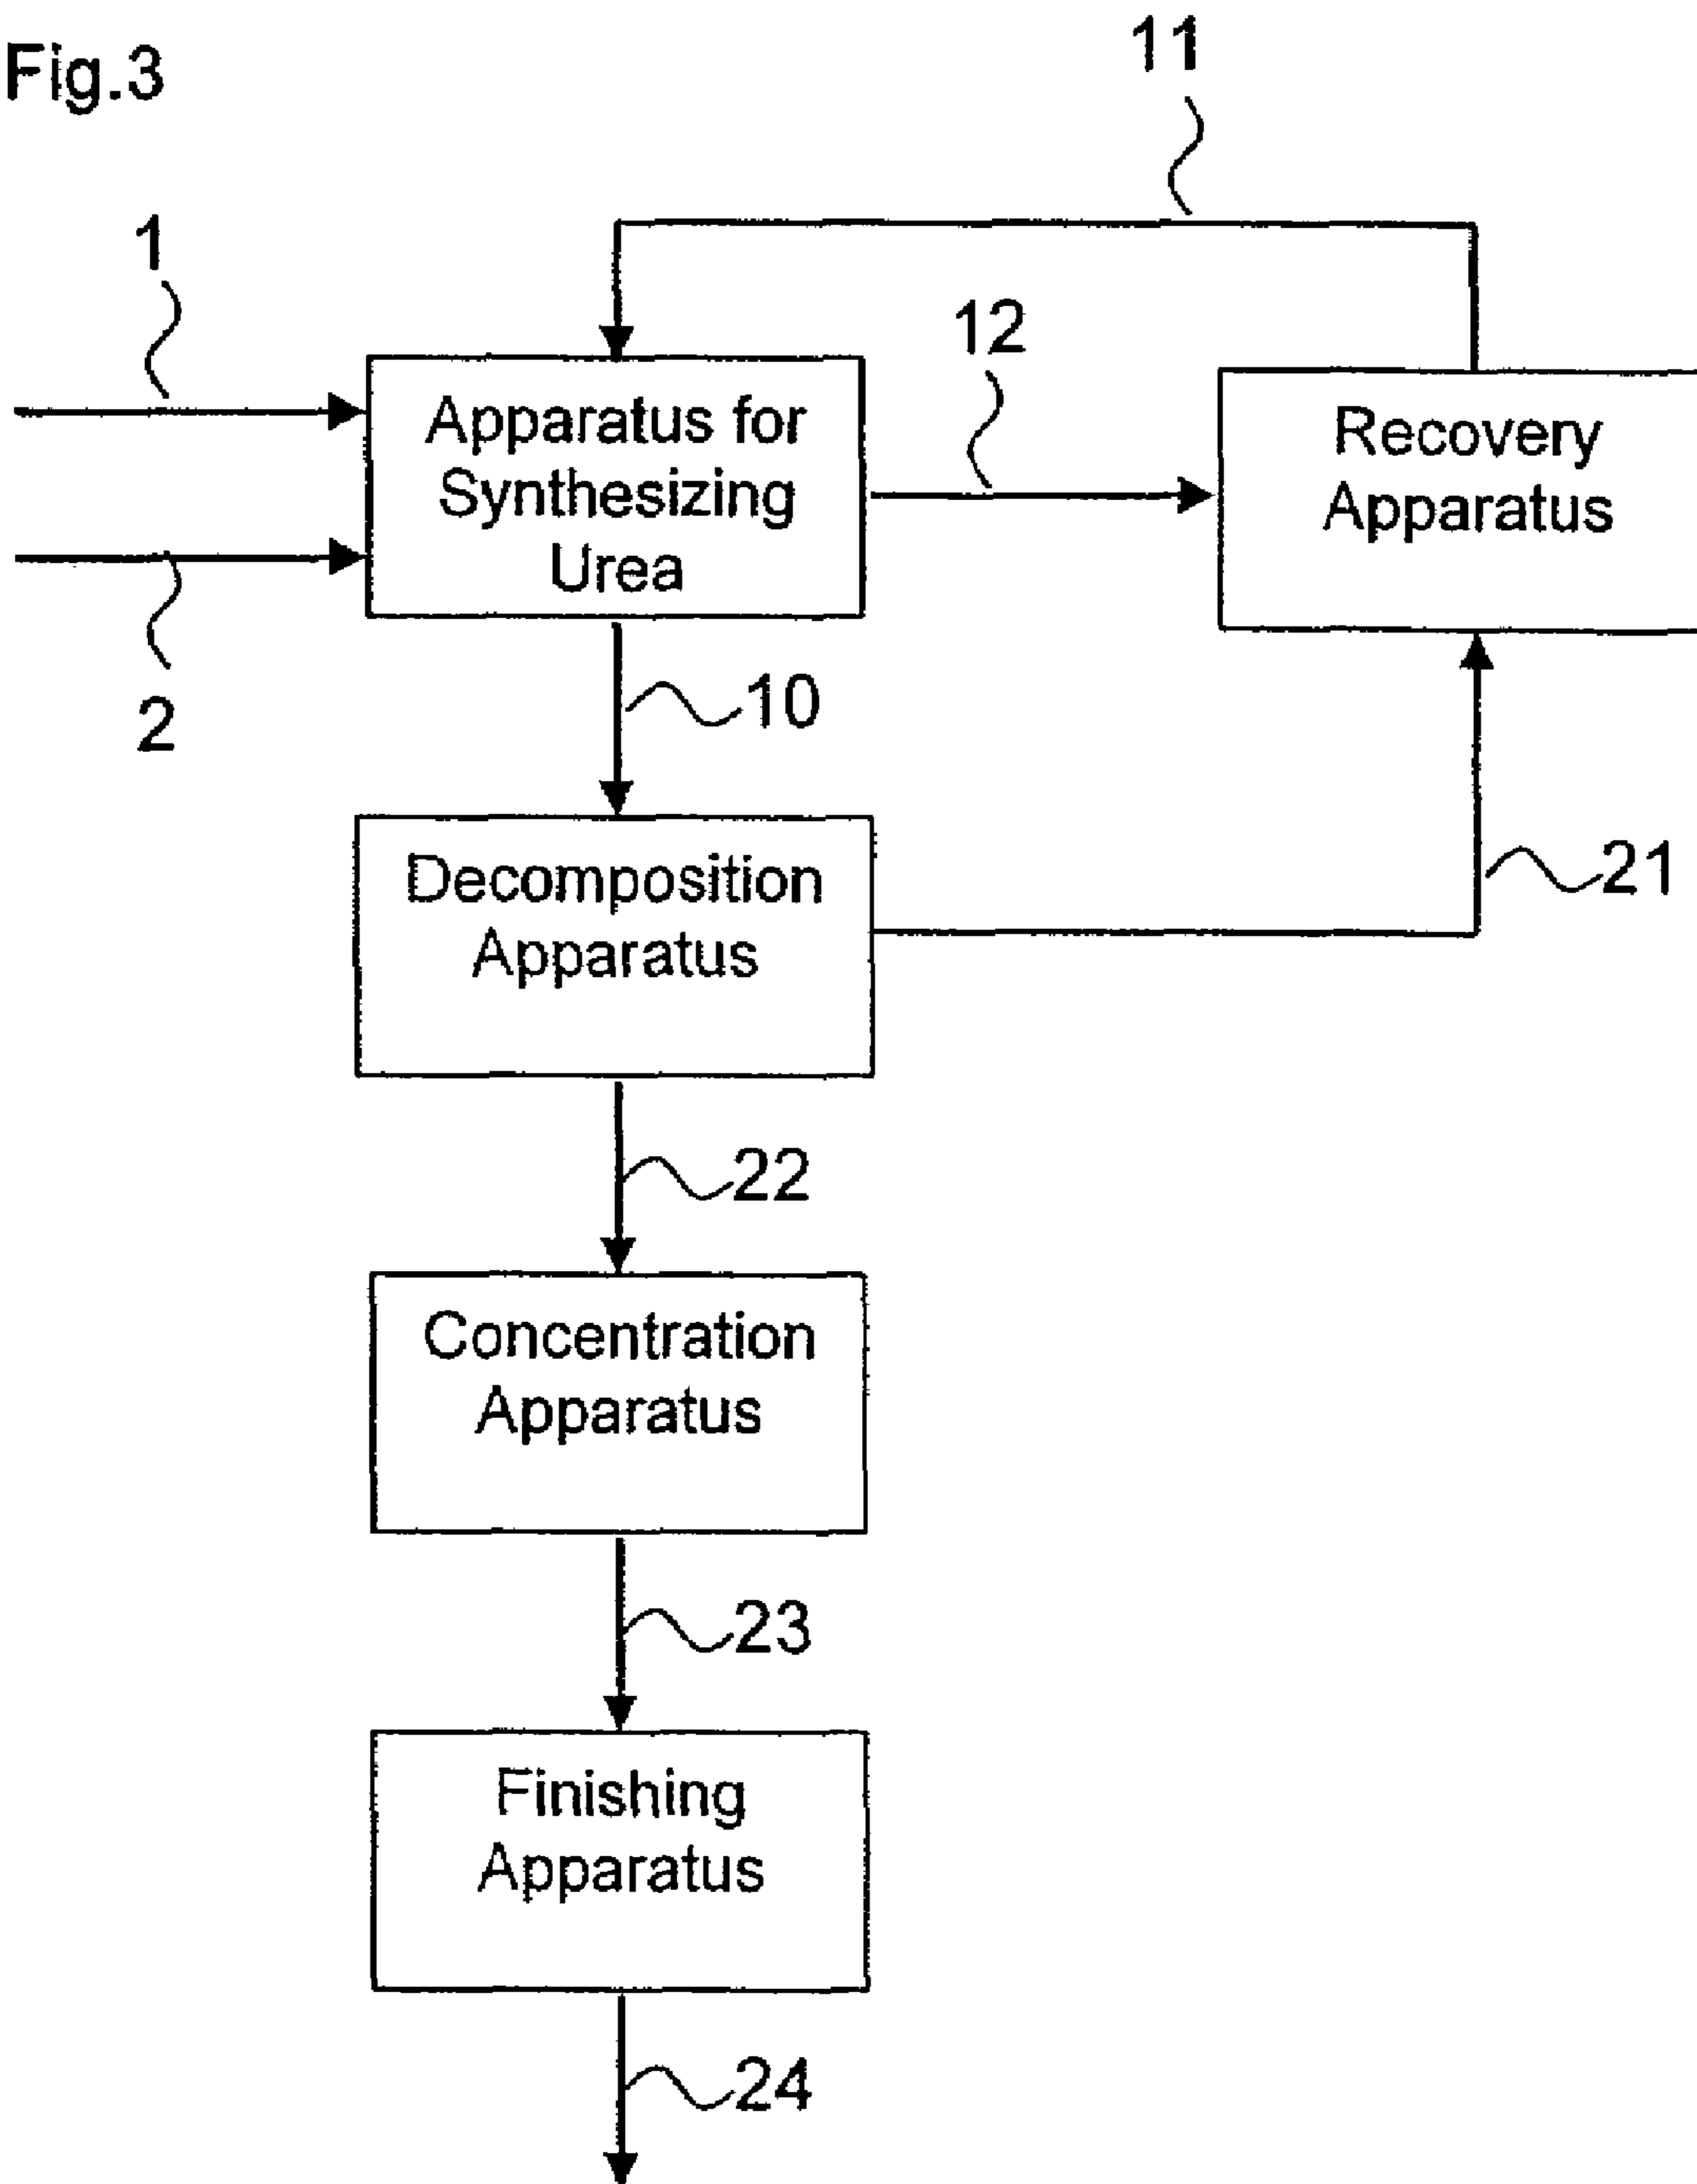 Fig.3
11
1
12
Apparatus for
Synthesizing
Urea
Recovery
Apparatus
2
10
Decomposition
Apparatus
21
22
Concentration
Apparatus
23
Finishing
Apparatus
24